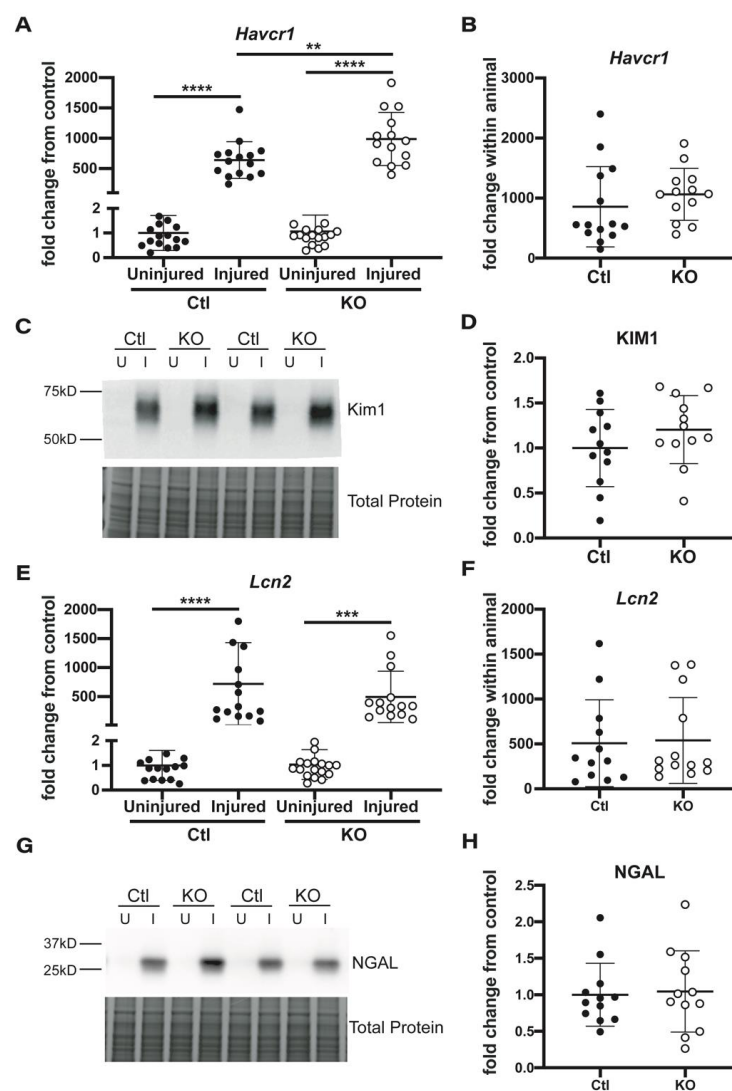 A
Havcr1
**
****
****
fold change from control
2000
1500
1000
500
2
1
0
Uninjured Injured Uninjured Injured
Ctl KO
B
Havcr1
fold change within animal
3000
2000
1000
0
Ctl KO
C
Ctl KO Ctl KO
U I U I U I U I
75kD
Kim1
50kD
Total Protein
D
KIM1
fold change from control
2.0
1.5
1.0
0.5
0.0
Ctl KO
E
Lcn2
**** ***
fold change from control
2000
1500
1000
500
2
1
0
Uninjured Injured Uninjured Injured
Ctl KO
F
Lcn2
fold change within animal
2000
1500
1000
500
0
Ctl KO
G
Ctl KO Ctl KO
U I U I U I U I
37kD
25kD
NGAL
Total Protein
H
NGAL
fold change from control
2.5
2.0
1.5
1.0
0.5
0.0
Ctl KO